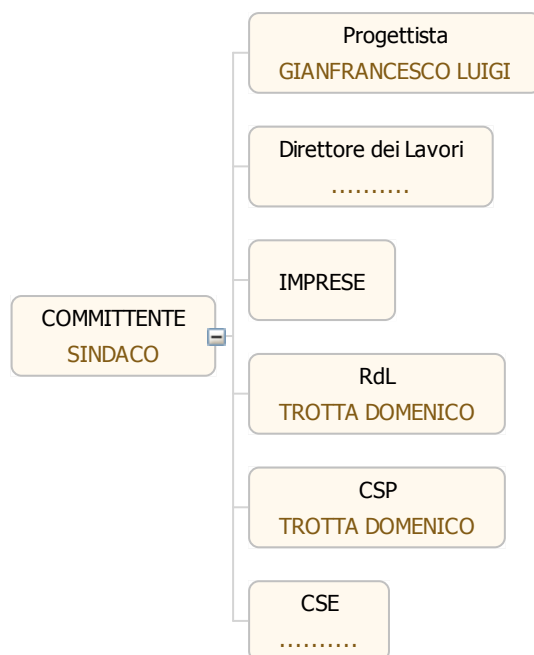 Progettista
GIANFRANCESCO LUIGI
Direttore dei Lavori
..........
IMPRESE
COMMITTENTE
SINDACO
RdL
TROTTA DOMENICO
CSP
TROTTA DOMENICO
CSE
..........